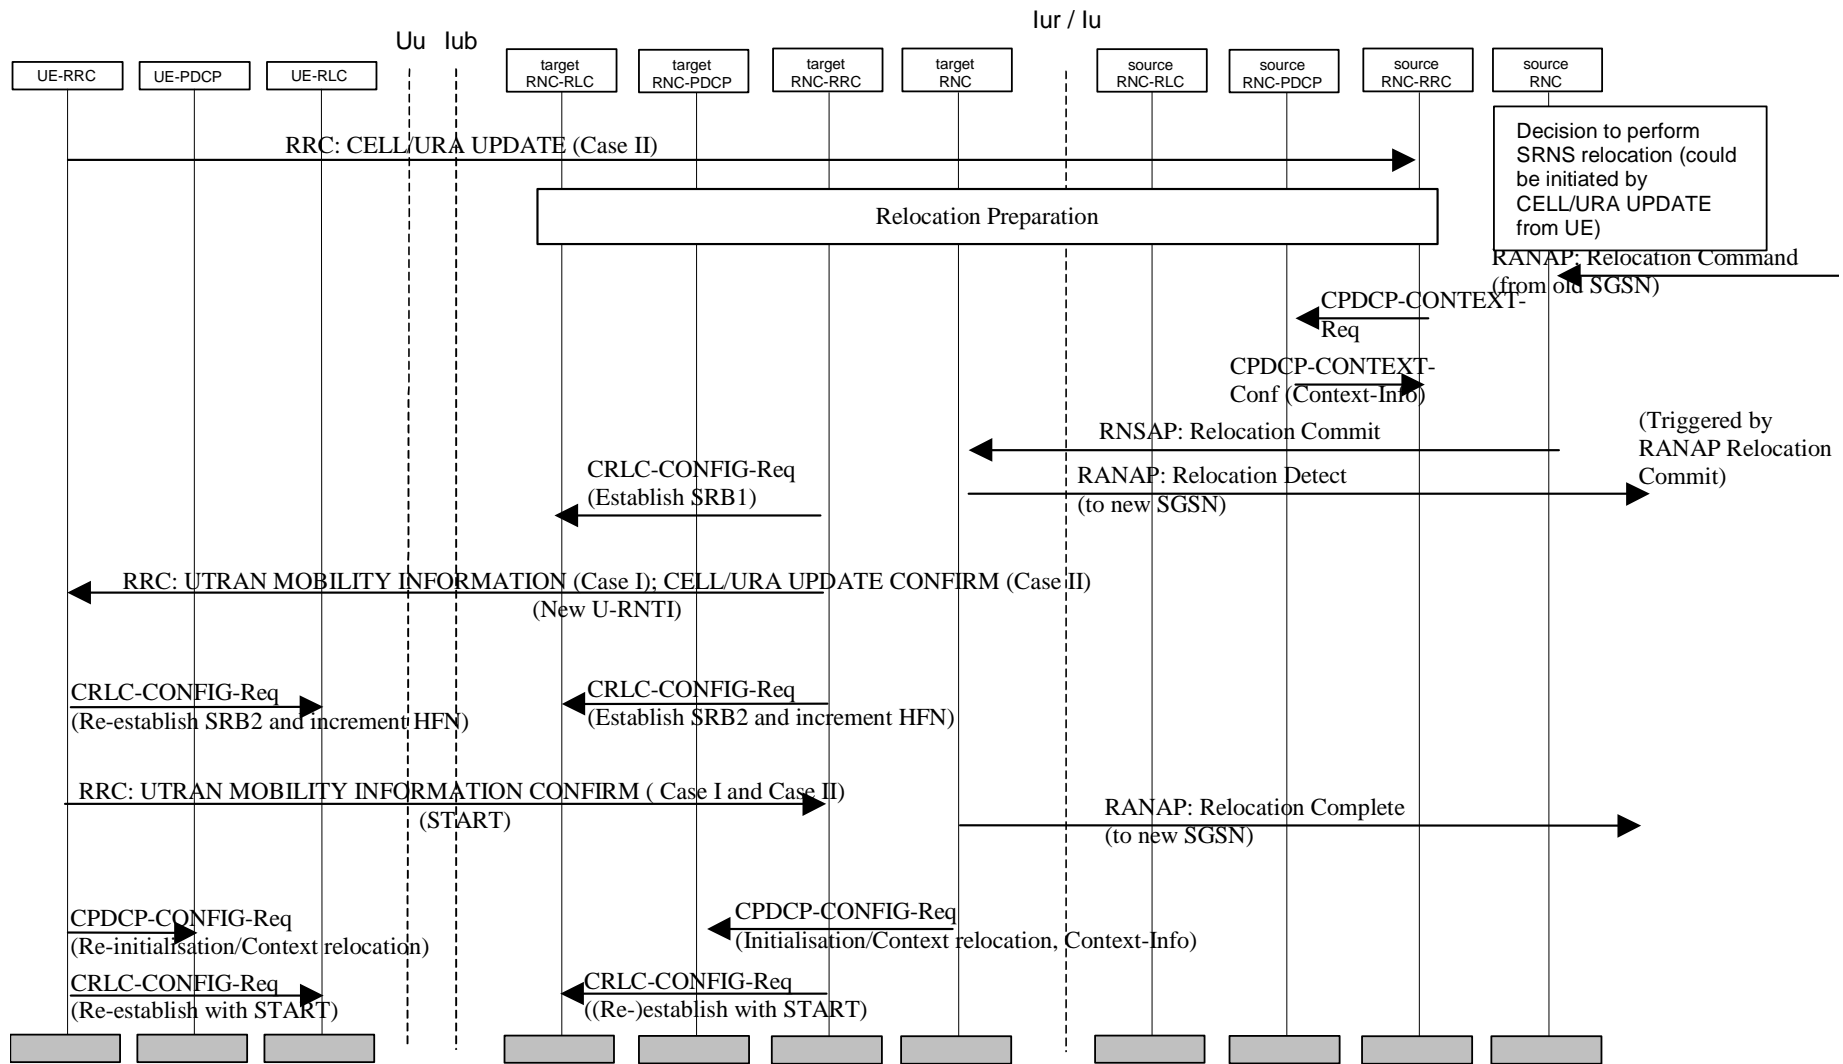 Iur / Iu
Uu
Iub
UE-RRC
UE-PDCP
UE-RLC
target
RNC-RLC
target
RNC-PDCP
target
RNC-RRC
target
RNC
source
RNC-RLC
source
RNC-PDCP
source
RNC-RRC
source
RNC
Decision to perform
SRNS relocation (could
be initiated by
CELL/URA UPDATE
from UE)
RRC: CELL/URA UPDATE (Case II)
Relocation Preparation
RANAP: Relocation Command
(from old SGSN)
CPDCP-CONTEXT-
Req
CPDCP-CONTEXT-
Conf (Context-Info)
RNSAP: Relocation Commit
(Triggered by
RANAP Relocation
Commit)
CRLC-CONFIG-Req
(Establish SRB1)
RANAP: Relocation Detect
(to new SGSN)
RRC: UTRAN MOBILITY INFORMATION (Case I); CELL/URA UPDATE CONFIRM (Case II)
(New U-RNTI)
CRLC-CONFIG-Req
(Re-establish SRB2 and increment HFN)
CRLC-CONFIG-Req
(Establish SRB2 and increment HFN)
RRC: UTRAN MOBILITY INFORMATION CONFIRM ( Case I and Case II)
(START)
RANAP: Relocation Complete
(to new SGSN)
CPDCP-CONFIG-Req
(Re-initialisation/Context relocation)
CPDCP-CONFIG-Req
(Initialisation/Context relocation, Context-Info)
CRLC-CONFIG-Req
(Re-establish with START)
CRLC-CONFIG-Req
((Re-)establish with START)